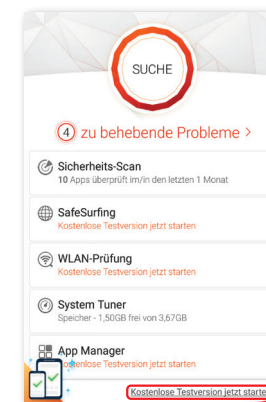 SUCHE
4 zu behebende Probleme >
Sicherheits-Scan
10 Apps überprüft im/in den letzten 1 Monat
SafeSurfing
Kostenlose Testversion jetzt starten
WLAN-Prüfung
Kostenlose Testversion jetzt starten
System Tuner
Speicher - 1,50GB frei von 3,67GB
App Manager
Kostenlose Testversion jetzt starten
Kostenlose Testversion jetzt starte